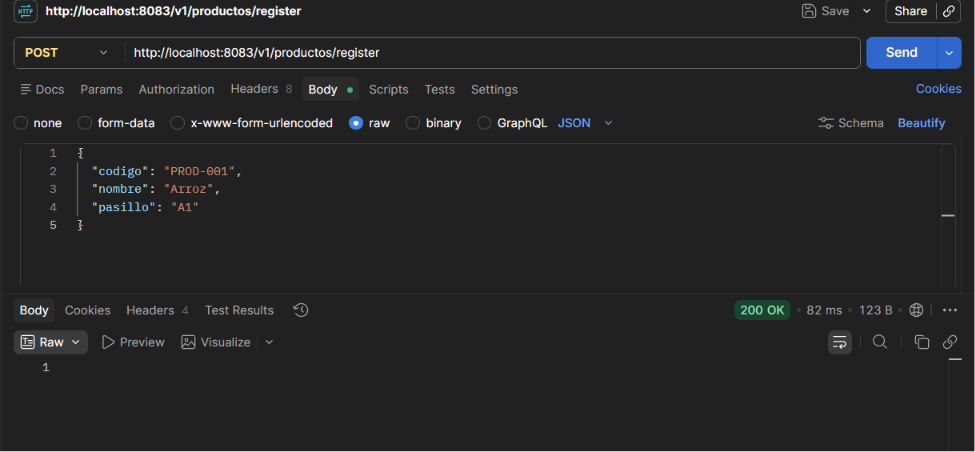 HTTP http://localhost:8083/v1/productos/register Save Share
POST http://localhost:8083/v1/productos/register Send
Docs Params Authorization Headers 8 Body Scripts Tests Settings Cookies
none form-data x-www-form-urlencoded raw binary GraphQL JSON Schema Beautify
1 {
2 "codigo": "PROD-001",
3 "nombre": "Arroz",
4 "pasillo": "A1"
5 }
Body Cookies Headers 4 Test Results 200 OK • 82 ms • 123 B
Raw Preview Visualize
1